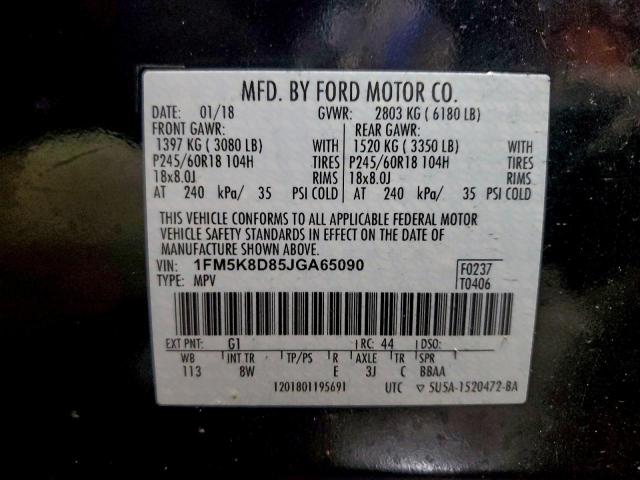 MFD. BY FORD MOTOR CO.
DATE: 01/18 GVWR: 2803 KG ( 6180 LB)
FRONT GAWR: REAR GAWR:
1397 KG ( 3080 LB) WITH 1520 KG ( 3350 LB) WITH
P245/60R18 104H TIRES P245/60R18 104H TIRES
18x8.0J RIMS 18x8.0J RIMS
AT 240 kPa/ 35 PSI COLD AT 240 kPa/ 35 PSI COLD
THIS VEHICLE CONFORMS TO ALL APPLICABLE FEDERAL MOTOR
VEHICLE SAFETY STANDARDS IN EFFECT ON THE DATE OF
MANUFACTURE SHOWN ABOVE.
VIN: 1FM5K8D85JGA65090 F0237
TYPE: MPV T0406
EXT PNT: G1 RC: 44 DSO:
WB INT TR TP/PS R AXLE TR SPR
113 8W E 3J C BBAA
1201801195691 UTC ▽ 5U5A-1520472-BA